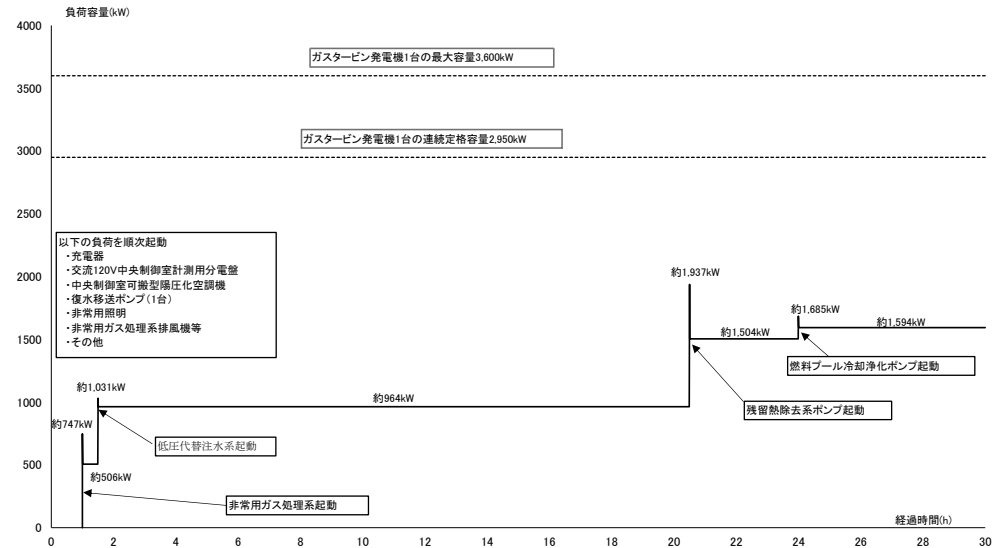 負荷容量(kW)
4000
ガスタービン発電機1台の最大容量3,600kW
3500
ガスタービン発電機1台の連続定格容量2,950kW
3000
2500
以下の負荷を順次起動
・充電器
・交流120V中央制御室計測用分電盤
・中央制御室可搬型陽圧化空調機
・復水移送ポンプ(1台)
・非常用照明
・非常用ガス処理系排風機等
・その他
2000
約1,937kW
約1,685kW
約1,504kW
約1,594kW
1500
燃料プール冷却浄化ポンプ起動
約1,031kW
約964kW
1000
残留熱除去系ポンプ起動
約747kW
低圧代替注水系起動
500
約506kW
非常用ガス処理系起動
経過時間(h)
0
0 2 4 6 8 10 12 14 16 18 20 22 24 26 28 30